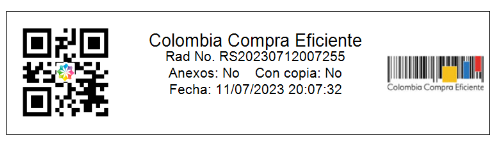 Colombia Compra Eficiente
Rad No. RS20230712007255
Anexos: No Con copia: No
Fecha: 11/07/2023 20:07:32
Colombia Compra Eficiente